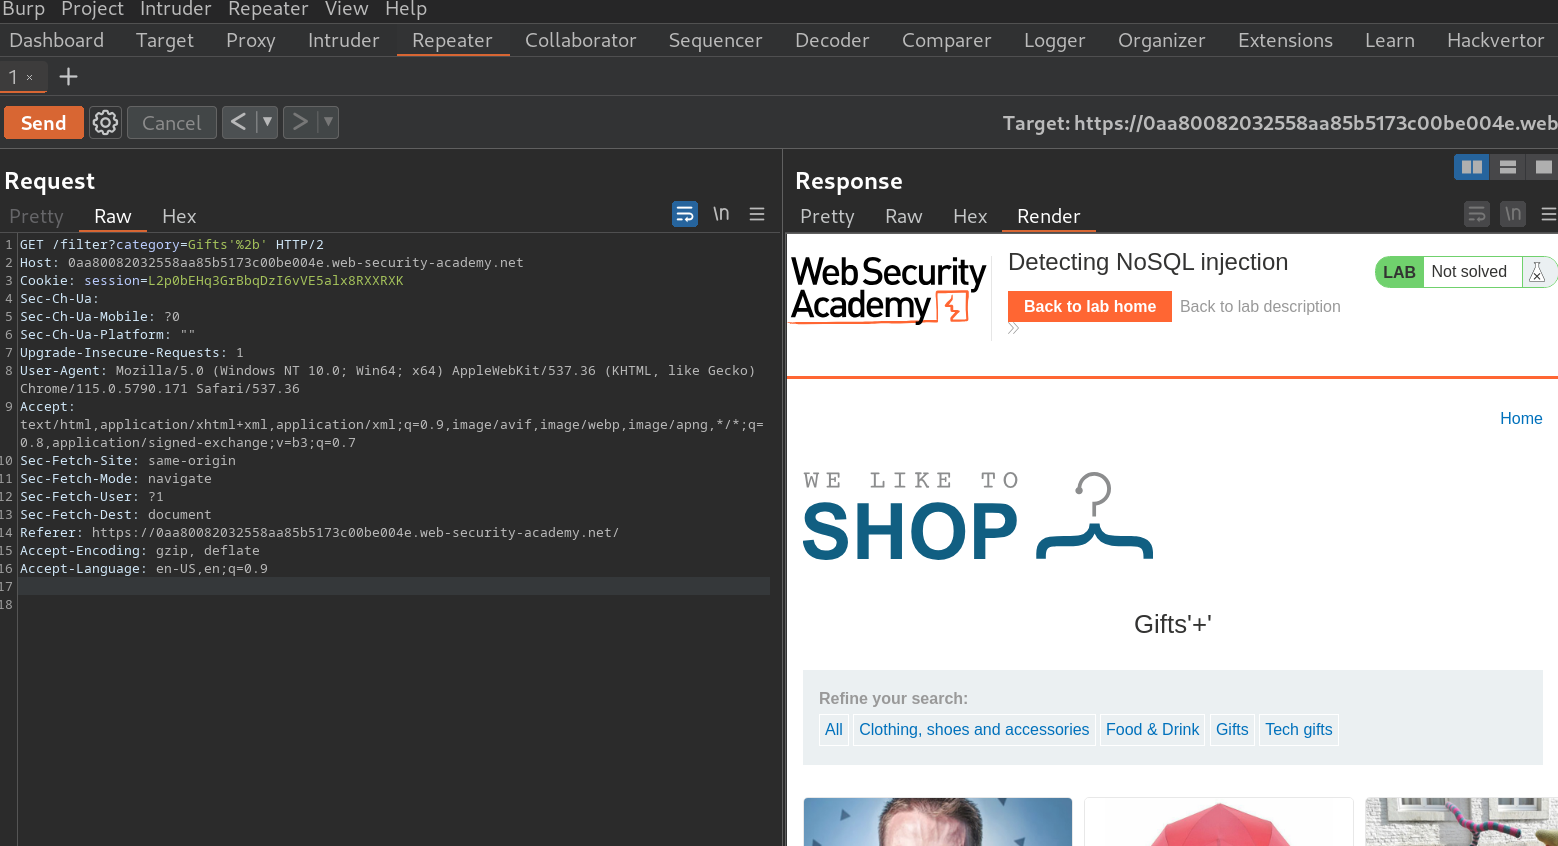 Burp Project Intruder Repeater View Help
Dashboard Target Proxy Intruder Repeater Collaborator Sequencer Decoder Comparer Logger Organizer Extensions Learn Hackvertor
1 × +
Send Cancel < > Target: https://0aa80082032558aa85b5173c00be004e.web
Request
Pretty Raw Hex \n
1 GET /filter?category=Gifts'%2b' HTTP/2
2 Host: 0aa80082032558aa85b5173c00be004e.web-security-academy.net
3 Cookie: session=L2p0bEHq3GrBbqDzI6vVE5alx8RXXRXK
4 Sec-Ch-Ua:
5 Sec-Ch-Ua-Mobile: ?0
6 Sec-Ch-Ua-Platform: ""
7 Upgrade-Insecure-Requests: 1
8 User-Agent: Mozilla/5.0 (Windows NT 10.0; Win64; x64) AppleWebKit/537.36 (KHTML, like Gecko)
Chrome/115.0.5790.171 Safari/537.36
9 Accept:
text/html,application/xhtml+xml,application/xml;q=0.9,image/avif,image/webp,image/apng,*/*;q=
0.8,application/signed-exchange;v=b3;q=0.7
10 Sec-Fetch-Site: same-origin
11 Sec-Fetch-Mode: navigate
12 Sec-Fetch-User: ?1
13 Sec-Fetch-Dest: document
14 Referer: https://0aa80082032558aa85b5173c00be004e.web-security-academy.net/
15 Accept-Encoding: gzip, deflate
16 Accept-Language: en-US,en;q=0.9
17
18
Response
Pretty Raw Hex Render \n
Web Security
Academy
Detecting NoSQL injection
LAB Not solved
Back to lab home Back to lab description
Home
WE LIKE TO
SHOP
Gifts'+'
Refine your search:
All Clothing, shoes and accessories Food & Drink Gifts Tech gifts